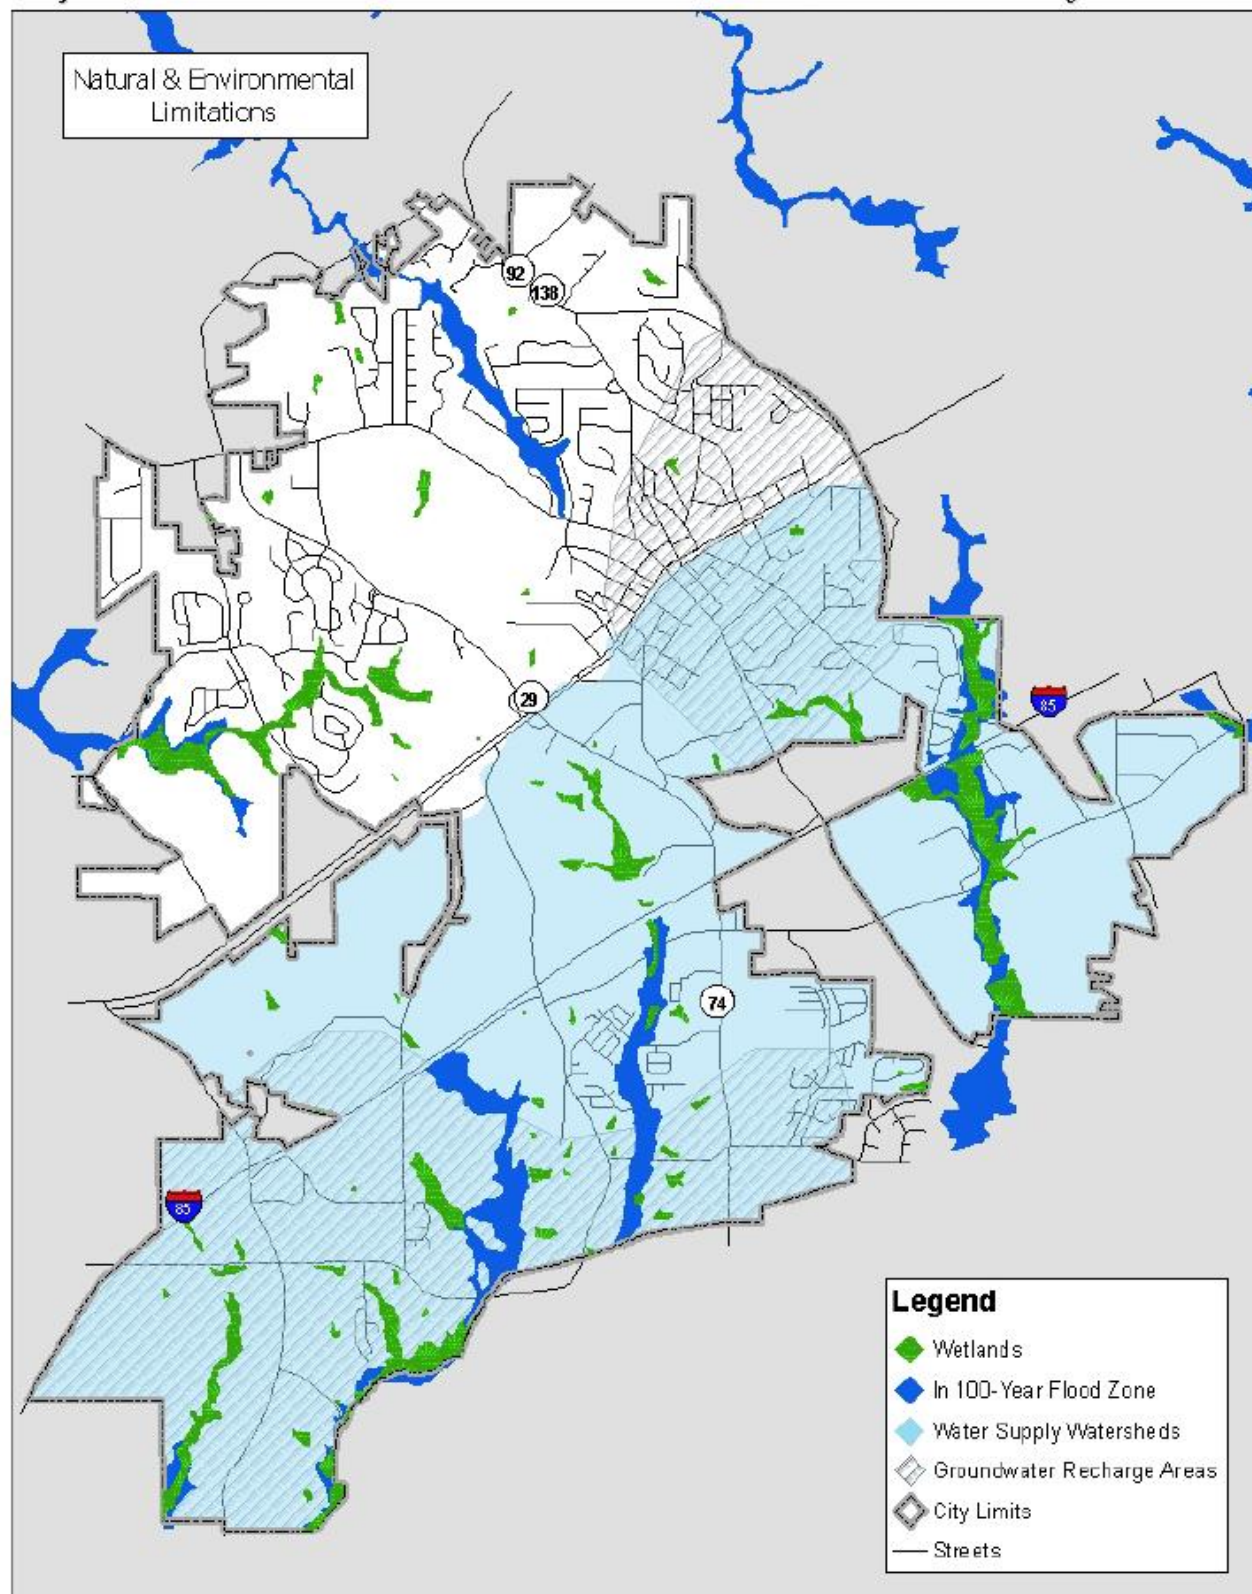 Natural & Environmental
Limitations
92
138
29
85
74
85
Legend
Wetlands
In 100-Year Flood Zone
Water Supply Watersheds
Groundwater Recharge Areas
City Limits
Streets